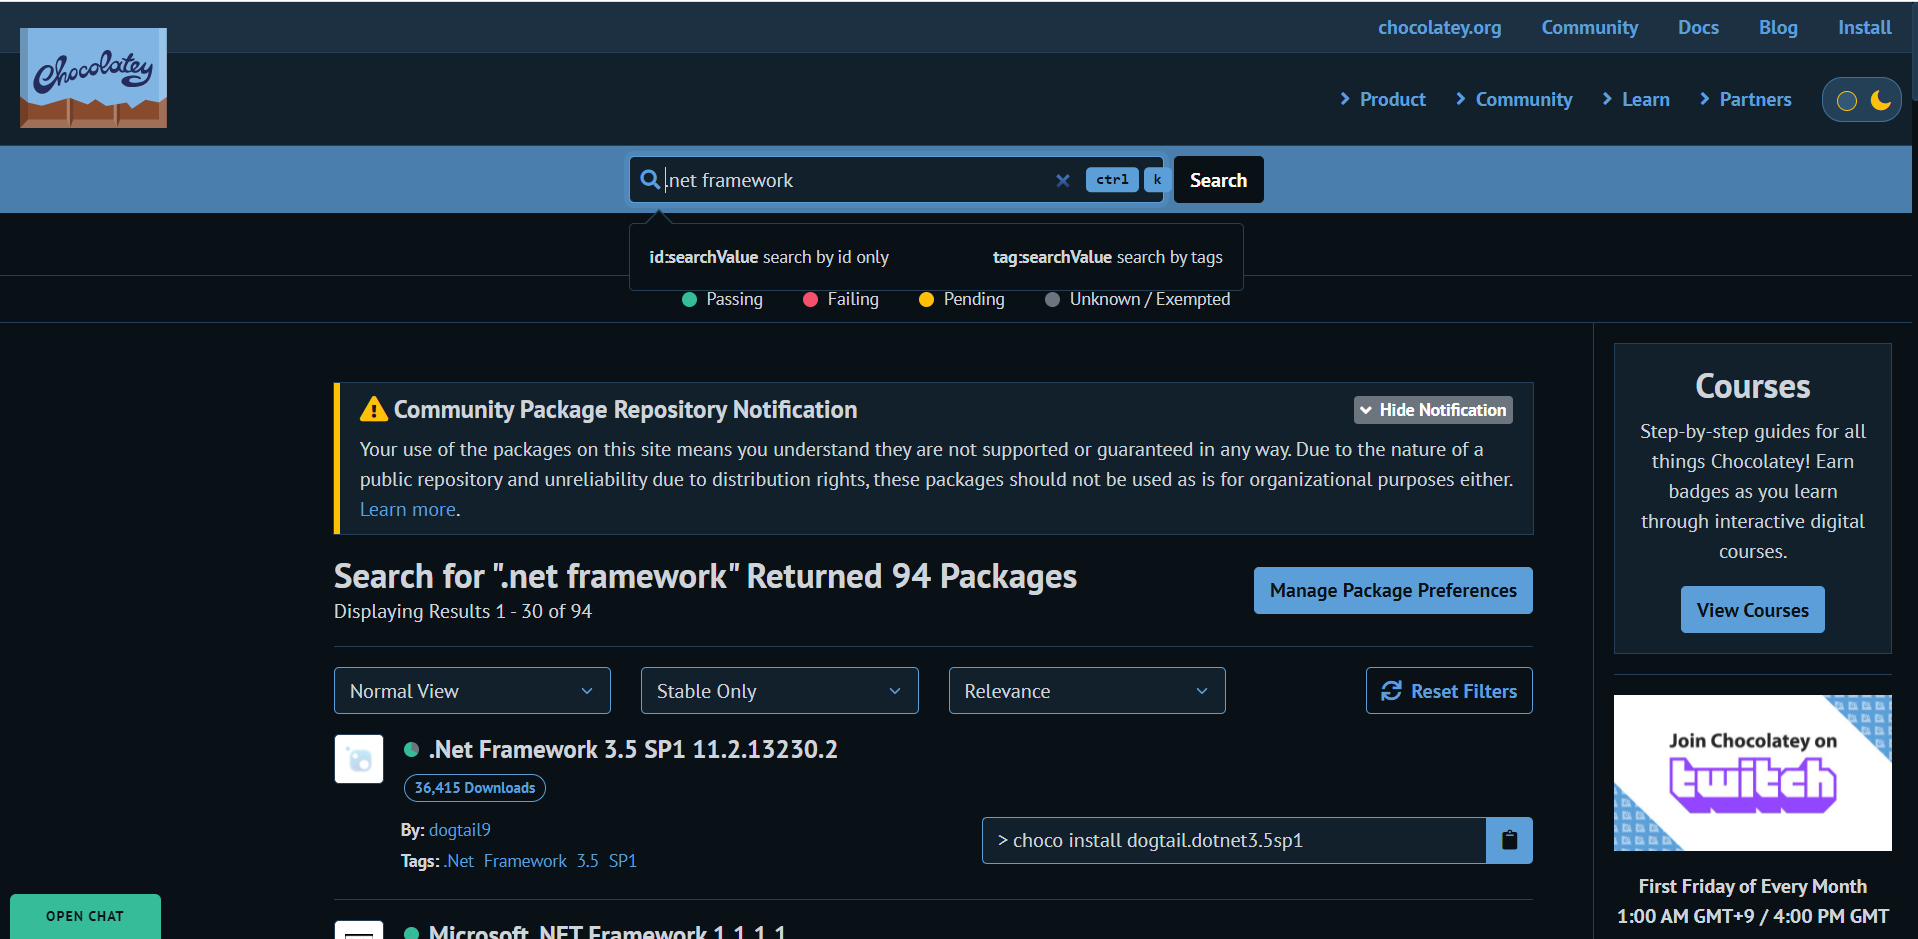 chocolatey.org Community Docs Blog Install
Chocolatey
Product Community Learn Partners
.net framework ctrl k Search
id:searchValue search by id only tag:searchValue search by tags
Passing Failing Pending Unknown / Exempted
Community Package Repository Notification
Hide Notification
Your use of the packages on this site means you understand they are not supported or guaranteed in any way. Due to the nature of a
public repository and unreliability due to distribution rights, these packages should not be used as is for organizational purposes either.
Learn more.
Search for ".net framework" Returned 94 Packages
Displaying Results 1 - 30 of 94
Manage Package Preferences
Normal View Stable Only Relevance Reset Filters
.Net Framework 3.5 SP1 11.2.13230.2
36,415 Downloads
By: dogtail9
Tags: .Net Framework 3.5 SP1
> choco install dogtail.dotnet3.5sp1
Microsoft .NET Framework 1.1.1.1
OPEN CHAT
Courses
Step-by-step guides for all
things Chocolatey! Earn
badges as you learn
through interactive digital
courses.
View Courses
Join Chocolatey on
twitch
First Friday of Every Month
1:00 AM GMT+9 / 4:00 PM GMT